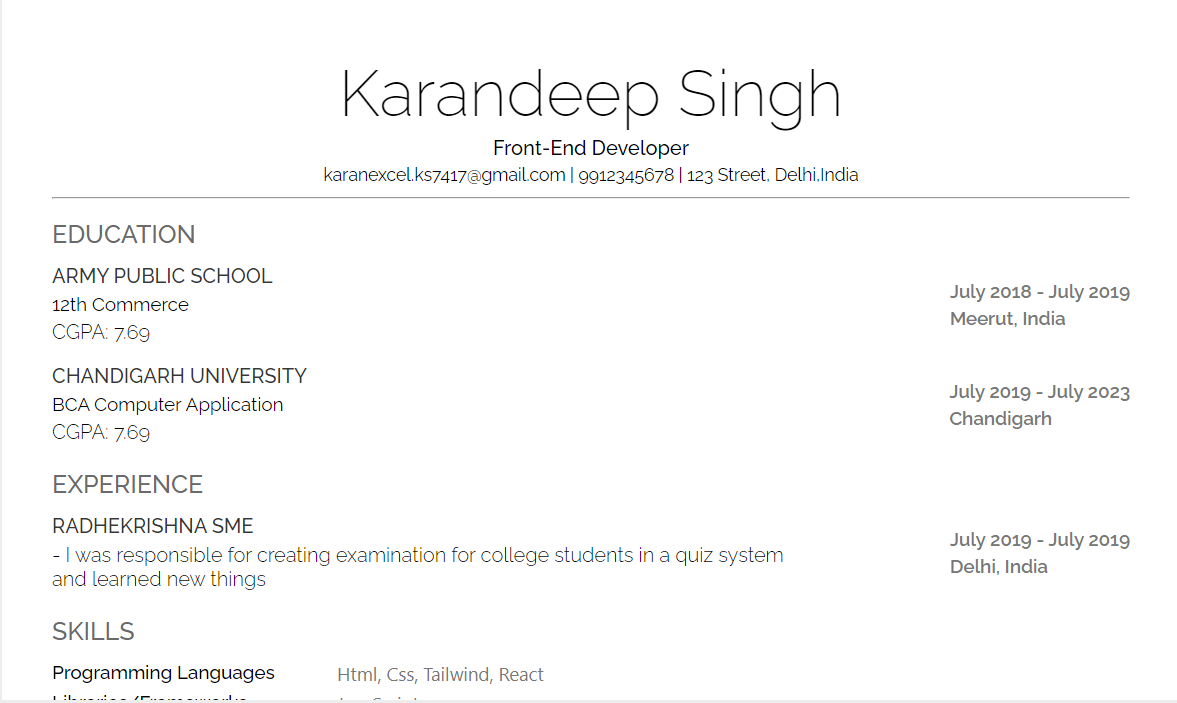 Karandeep Singh
Front-End Developer
karanexcel.ks7417@gmail.com | 9912345678 | 123 Street, Delhi,India
EDUCATION
ARMY PUBLIC SCHOOL
12th Commerce
CGPA: 7.69
July 2018 - July 2019
Meerut, India
CHANDIGARH UNIVERSITY
BCA Computer Application
CGPA: 7.69
July 2019 - July 2023
Chandigarh
EXPERIENCE
RADHEKRISHNA SME
- I was responsible for creating examination for college students in a quiz system
and learned new things
July 2019 - July 2019
Delhi, India
SKILLS
Programming Languages
Html, Css, Tailwind, React